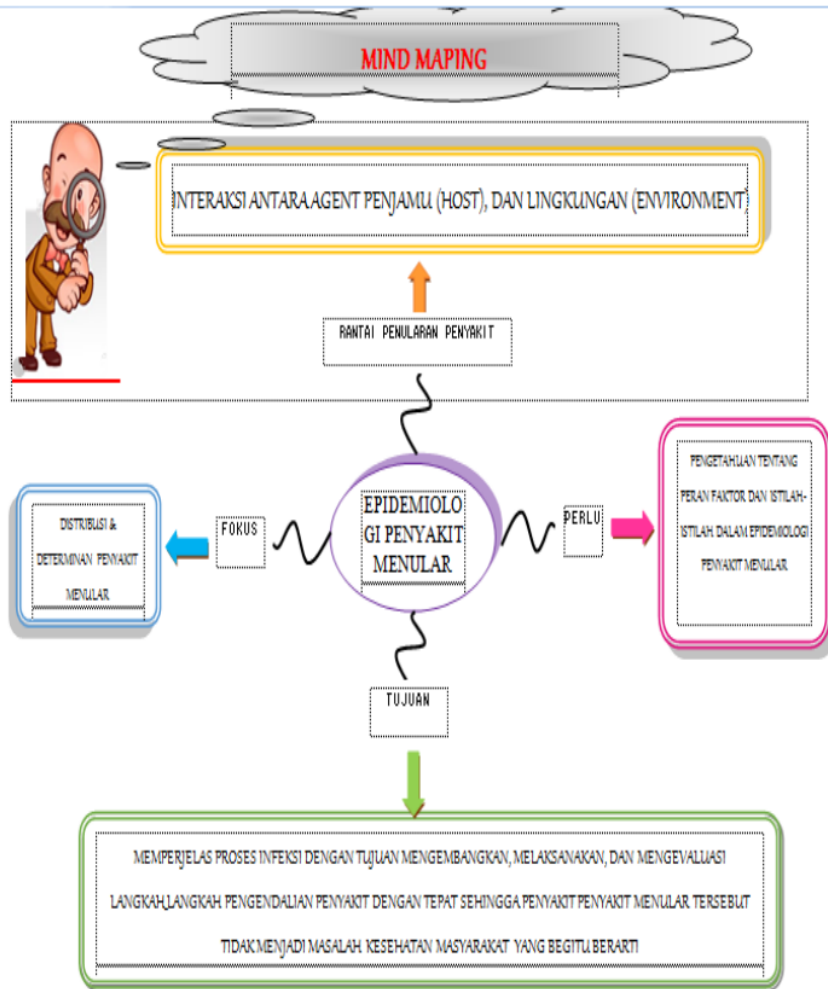 MIND MAPING
INTERAKSI ANTARA AGENT PENJAMU (HOST), DAN LINGKUNGAN (ENVIRONMENT)
RANTAI PENULARAN PENYAKIT
EPIDEMIOLO
GI PENYAKIT
MENULAR
FOKUS
DISTRIBUSI &
DETERMINAN PENYAKIT
MENULAR
PERLU
PENGETAHUAN TENTANG
PERAN FAKTOR DAN ISTILAH-
ISTILAH DALAM EPIDEMIOLOGI
PENYAKIT MENULAR
TUJUAN
MEMPERJELAS PROSES INFEKSI DENGAN TUJUAN MENGEMBANGKAN, MELAKSANAKAN, DAN MENGEVALUASI
LANGKAH,LANGKAH PENGENDALIAN PENYAKIT DENGAN TEPAT SEHINGGA PENYAKIT PENYAKIT MENULAR TERSEBUT
TIDAK MENJADI MASALAH KESEHATAN MASYARAKAT YANG BEGITU BERARTI